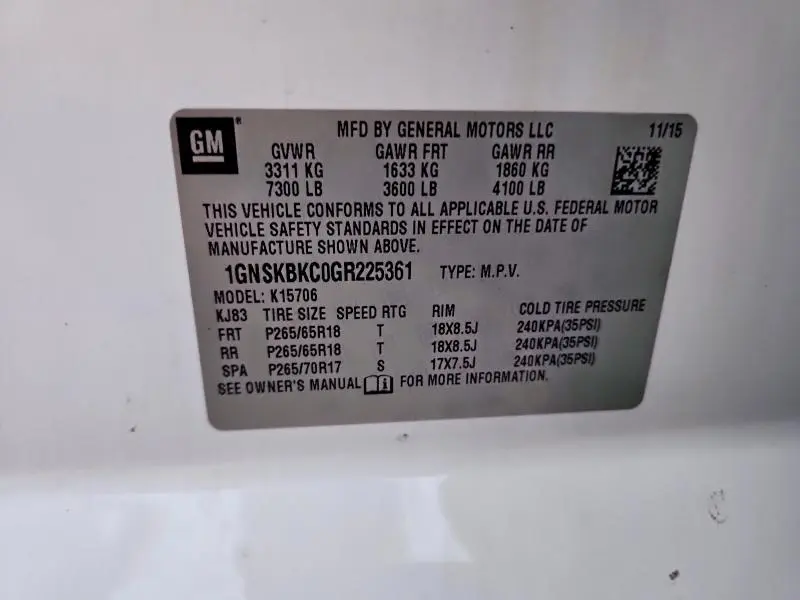 GM® MFD BY GENERAL MOTORS LLC 11/15
GVWR GAWR FRT GAWR RR
3311 KG 1633 KG 1860 KG
7300 LB 3600 LB 4100 LB
THIS VEHICLE CONFORMS TO ALL APPLICABLE U.S. FEDERAL MOTOR
VEHICLE SAFETY STANDARDS IN EFFECT ON THE DATE OF
MANUFACTURE SHOWN ABOVE.
1GNSKBKC0GR225361 TYPE: M.P.V.
MODEL: K15706
KJ83 TIRE SIZE SPEED RTG RIM COLD TIRE PRESSURE
FRT P265/65R18 T 18X8.5J 240KPA(35PSI)
RR P265/65R18 T 18X8.5J 240KPA(35PSI)
SPA P265/70R17 S 17X7.5J 240KPA(35PSI)
SEE OWNER'S MANUAL FOR MORE INFORMATION.